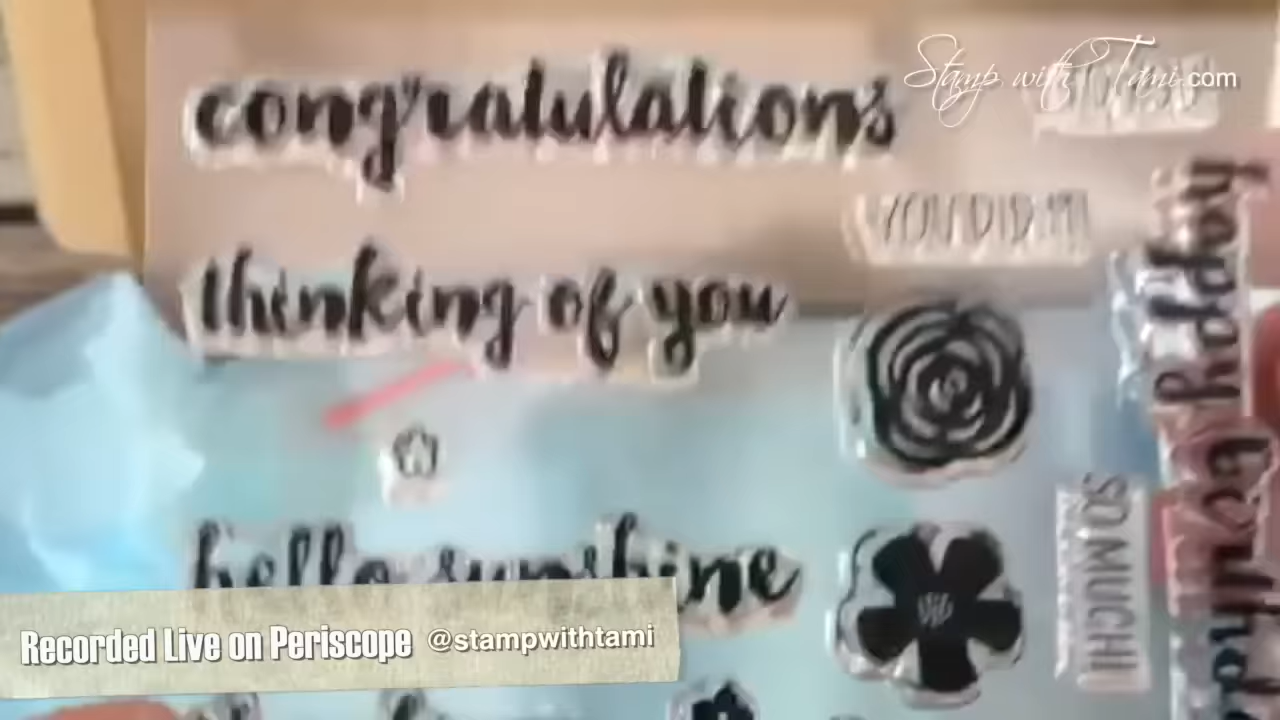 Stamp with Tami.com
congratulations
YOU DID IT!
thinking of you
happy
SO MUCH!
hello sunshine
Recorded Live on Periscope @stampwithtami